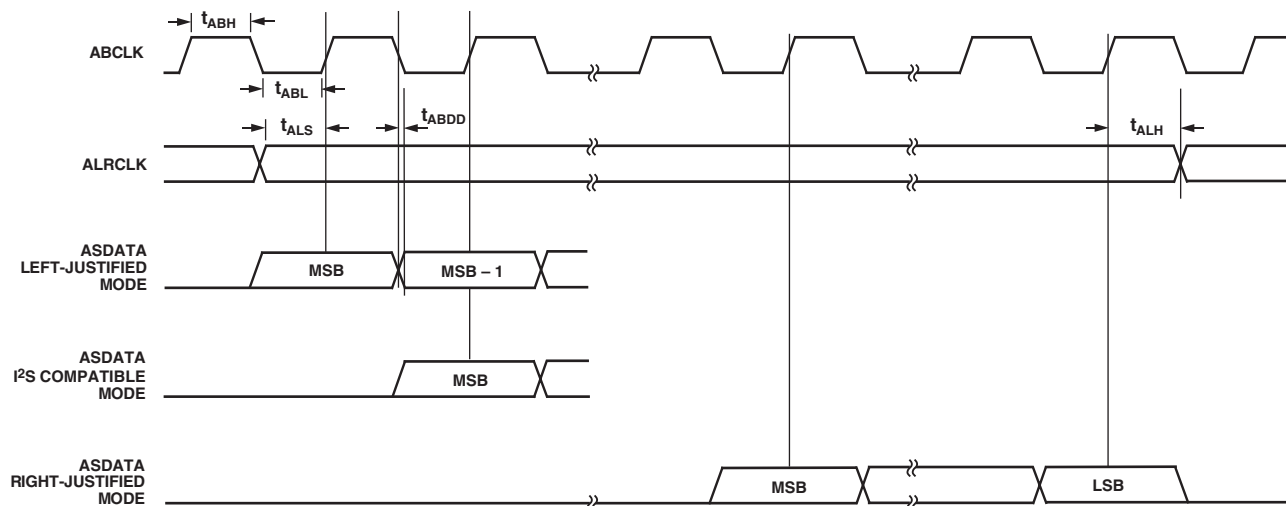 tABH
ABCLK
tABL
tABDD
tALS
tALH
ALRCLK
ASDATA
LEFT-JUSTIFIED
MODE
MSB
MSB – 1
ASDATA
I²S COMPATIBLE
MODE
MSB
ASDATA
RIGHT-JUSTIFIED
MODE
MSB
LSB